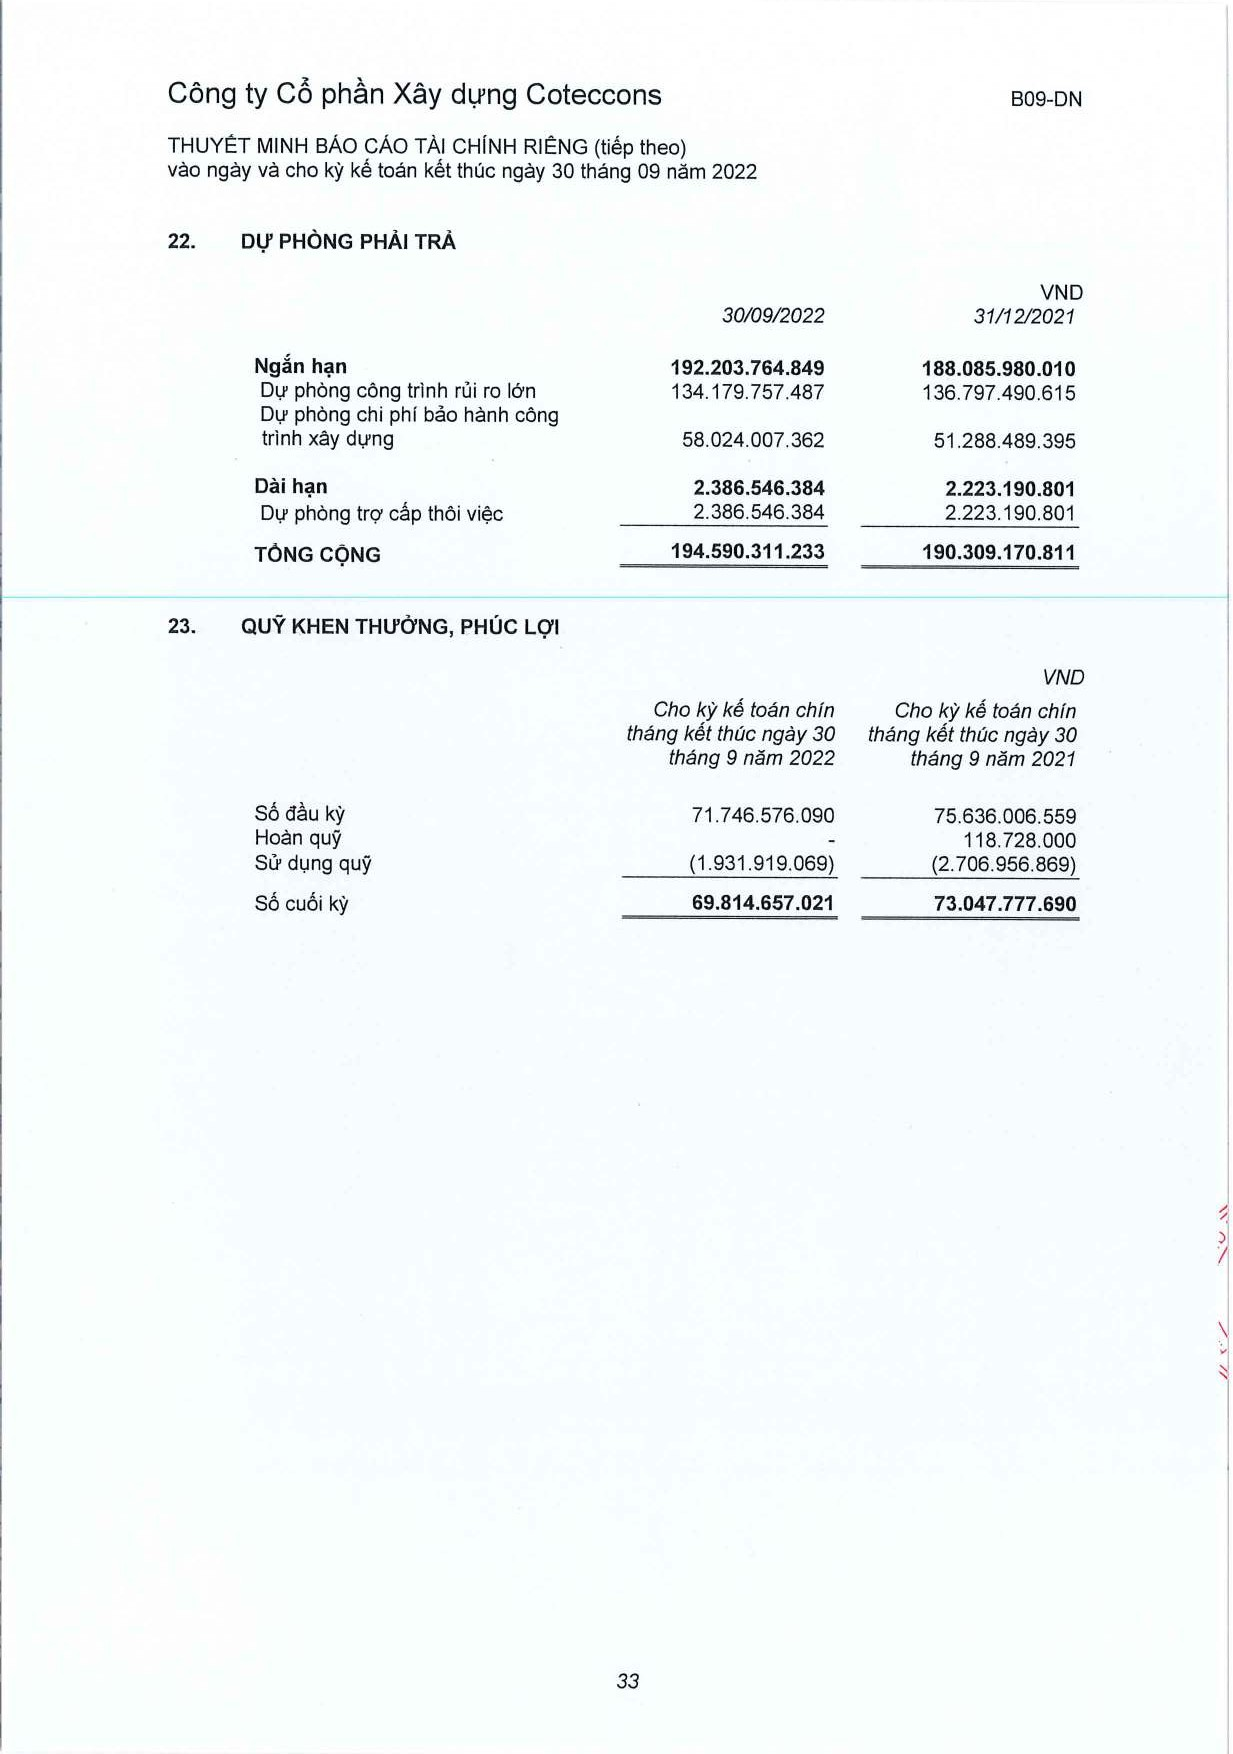 Công ty Cổ phần Xây dựng Coteccons B09-DN
THUYẾT MINH BÁO CÁO TÀI CHÍNH RIÊNG (tiếp theo)
vào ngày và cho kỳ kế toán kết thúc ngày 30 tháng 09 năm 2022
22. DỰ PHÒNG PHẢI TRẢ
VND
30/09/2022 31/12/2021
Ngắn hạn 192.203.764.849 188.085.980.010
Dự phòng công trình rủi ro lớn 134.179.757.487 136.797.490.615
Dự phòng chi phí bảo hành công
trình xây dựng 58.024.007.362 51.288.489.395
Dài hạn 2.386.546.384 2.223.190.801
Dự phòng trợ cấp thôi việc 2.386.546.384 2.223.190.801
TỔNG CỘNG 194.590.311.233 190.309.170.811
23. QUỸ KHEN THƯỞNG, PHÚC LỢI
VND
Cho kỳ kế toán chín Cho kỳ kế toán chín
tháng kết thúc ngày 30 tháng kết thúc ngày 30
tháng 9 năm 2022 tháng 9 năm 2021
Số đầu kỳ 71.746.576.090 75.636.006.559
Hoàn quỹ - 118.728.000
Sử dụng quỹ (1.931.919.069) (2.706.956.869)
Số cuối kỳ 69.814.657.021 73.047.777.690
33